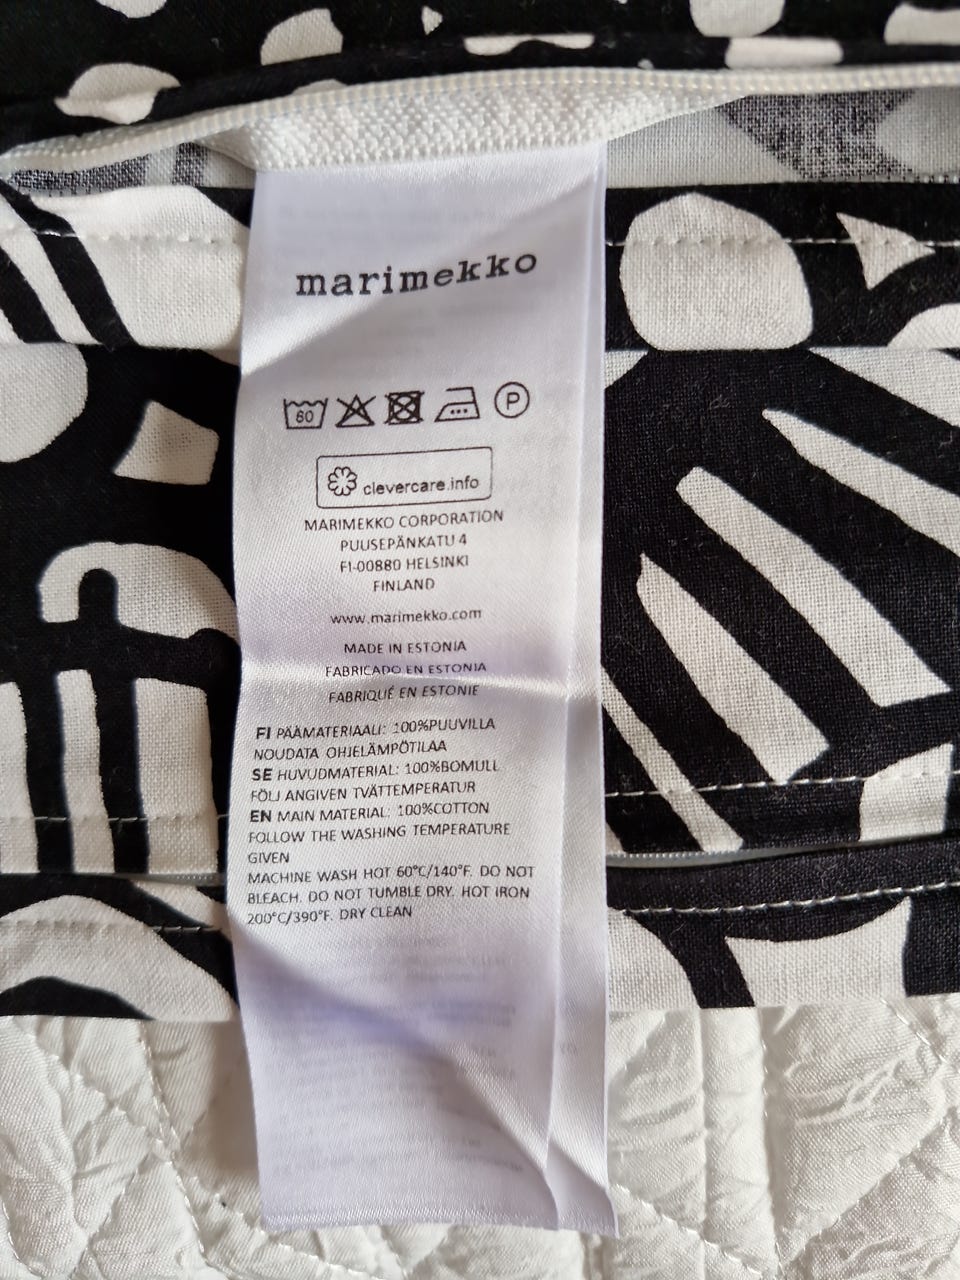 marimekko
60 P
clevercare.info
MARIMEKKO CORPORATION
PUUSEPÄNKATU 4
FI-00880 HELSINKI
FINLAND
www.marimekko.com
MADE IN ESTONIA
FABRICADO EN ESTONIA
FABRIQUÉ EN ESTONIE
FI PÄÄMATERIAALI: 100%PUUVILLA
NOUDATA OHJELÄMPÖTILAA
SE HUVUDMATERIAL: 100%BOMULL
FÖLJ ANGIVEN TVÄTTEMPERATUR
EN MAIN MATERIAL: 100%COTTON
FOLLOW THE WASHING TEMPERATURE
GIVEN
MACHINE WASH HOT 60°C/140°F. DO NOT
BLEACH. DO NOT TUMBLE DRY. HOT IRON
200°C/390°F. DRY CLEAN